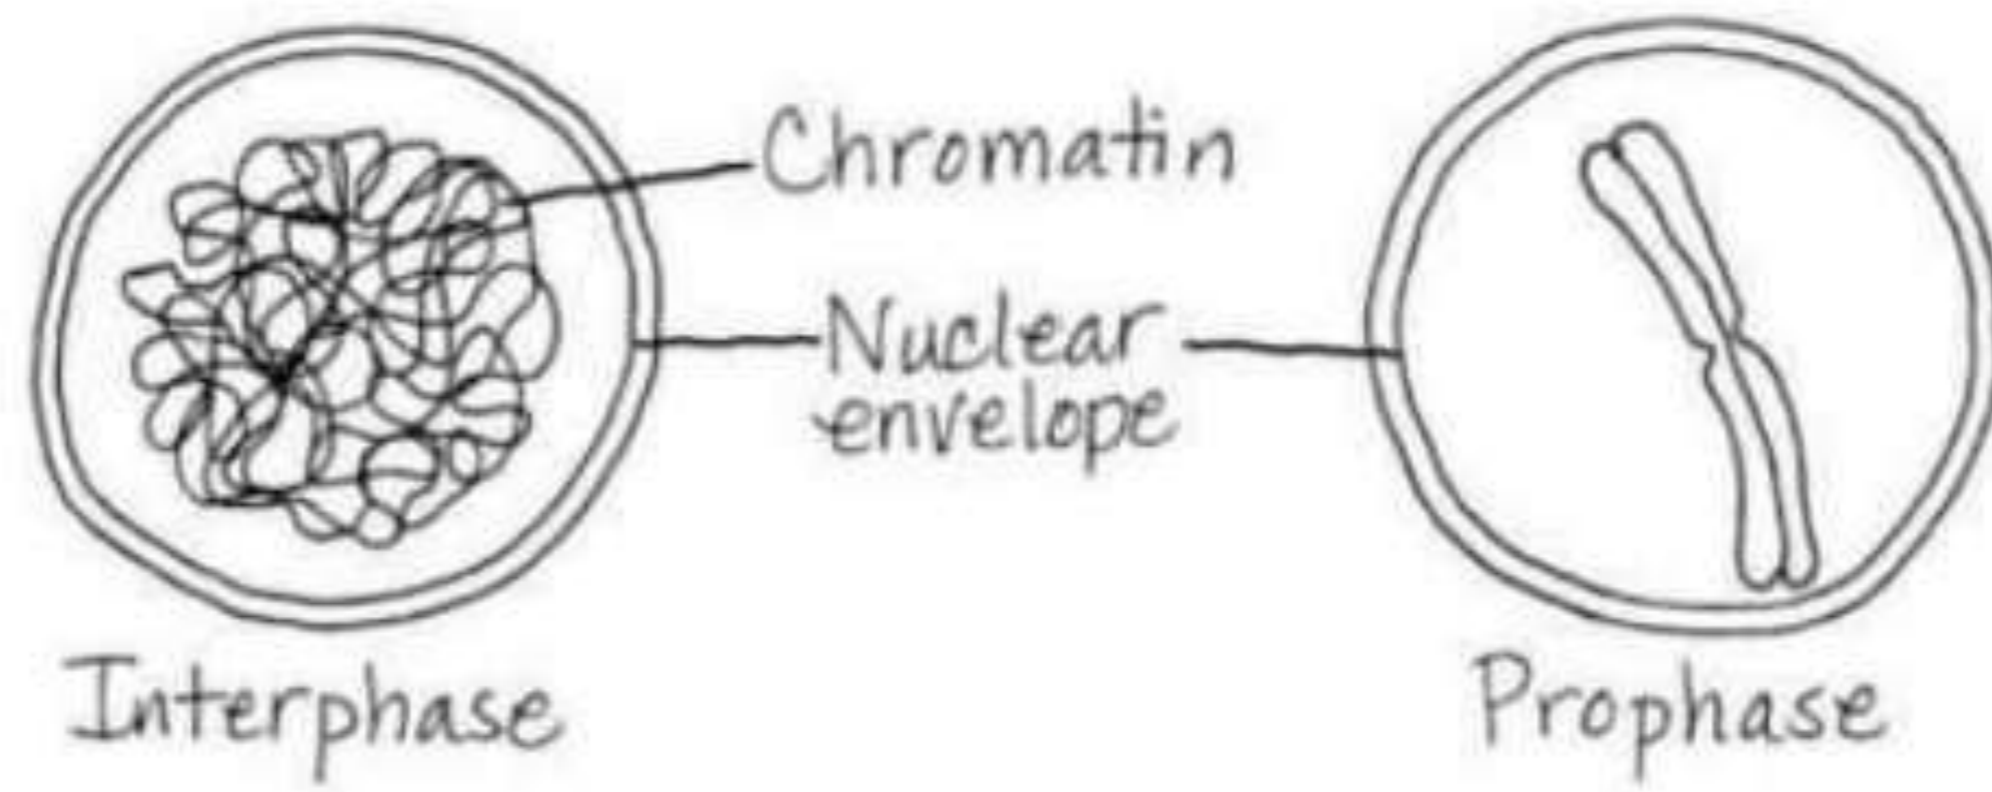 Chromatin
Nuclear
envelope
Interphase
Prophase